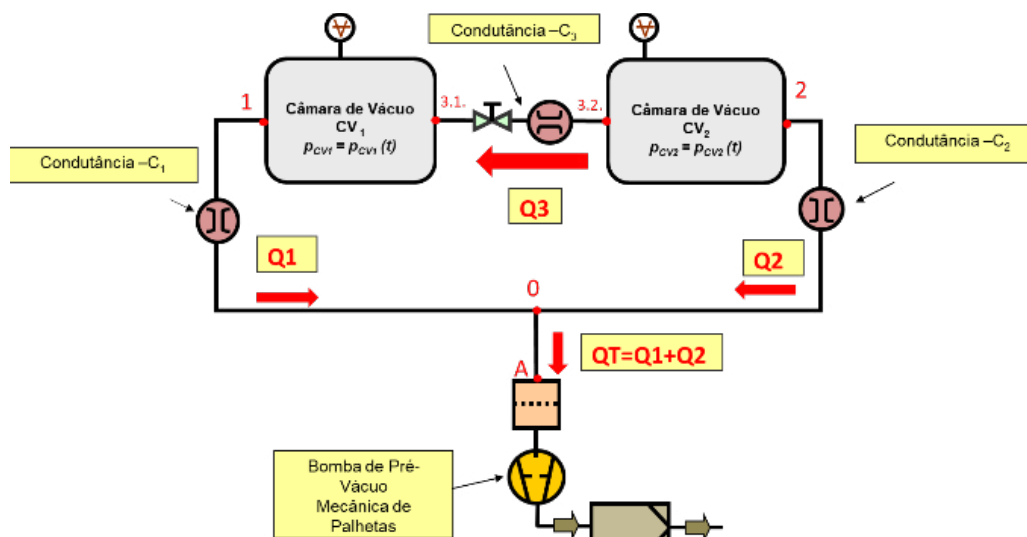 Condutância –C3
Câmara de Vácuo
CV1
pCV1 = pCV1 (t)
Câmara de Vácuo
CV2
pCV2 = pCV2 (t)
1
3.1.
3.2.
2
Condutância –C1
Condutância –C2
Q3
Q1
Q2
0
QT=Q1+Q2
A
Bomba de Pré-
Vácuo
Mecânica de
Palhetas